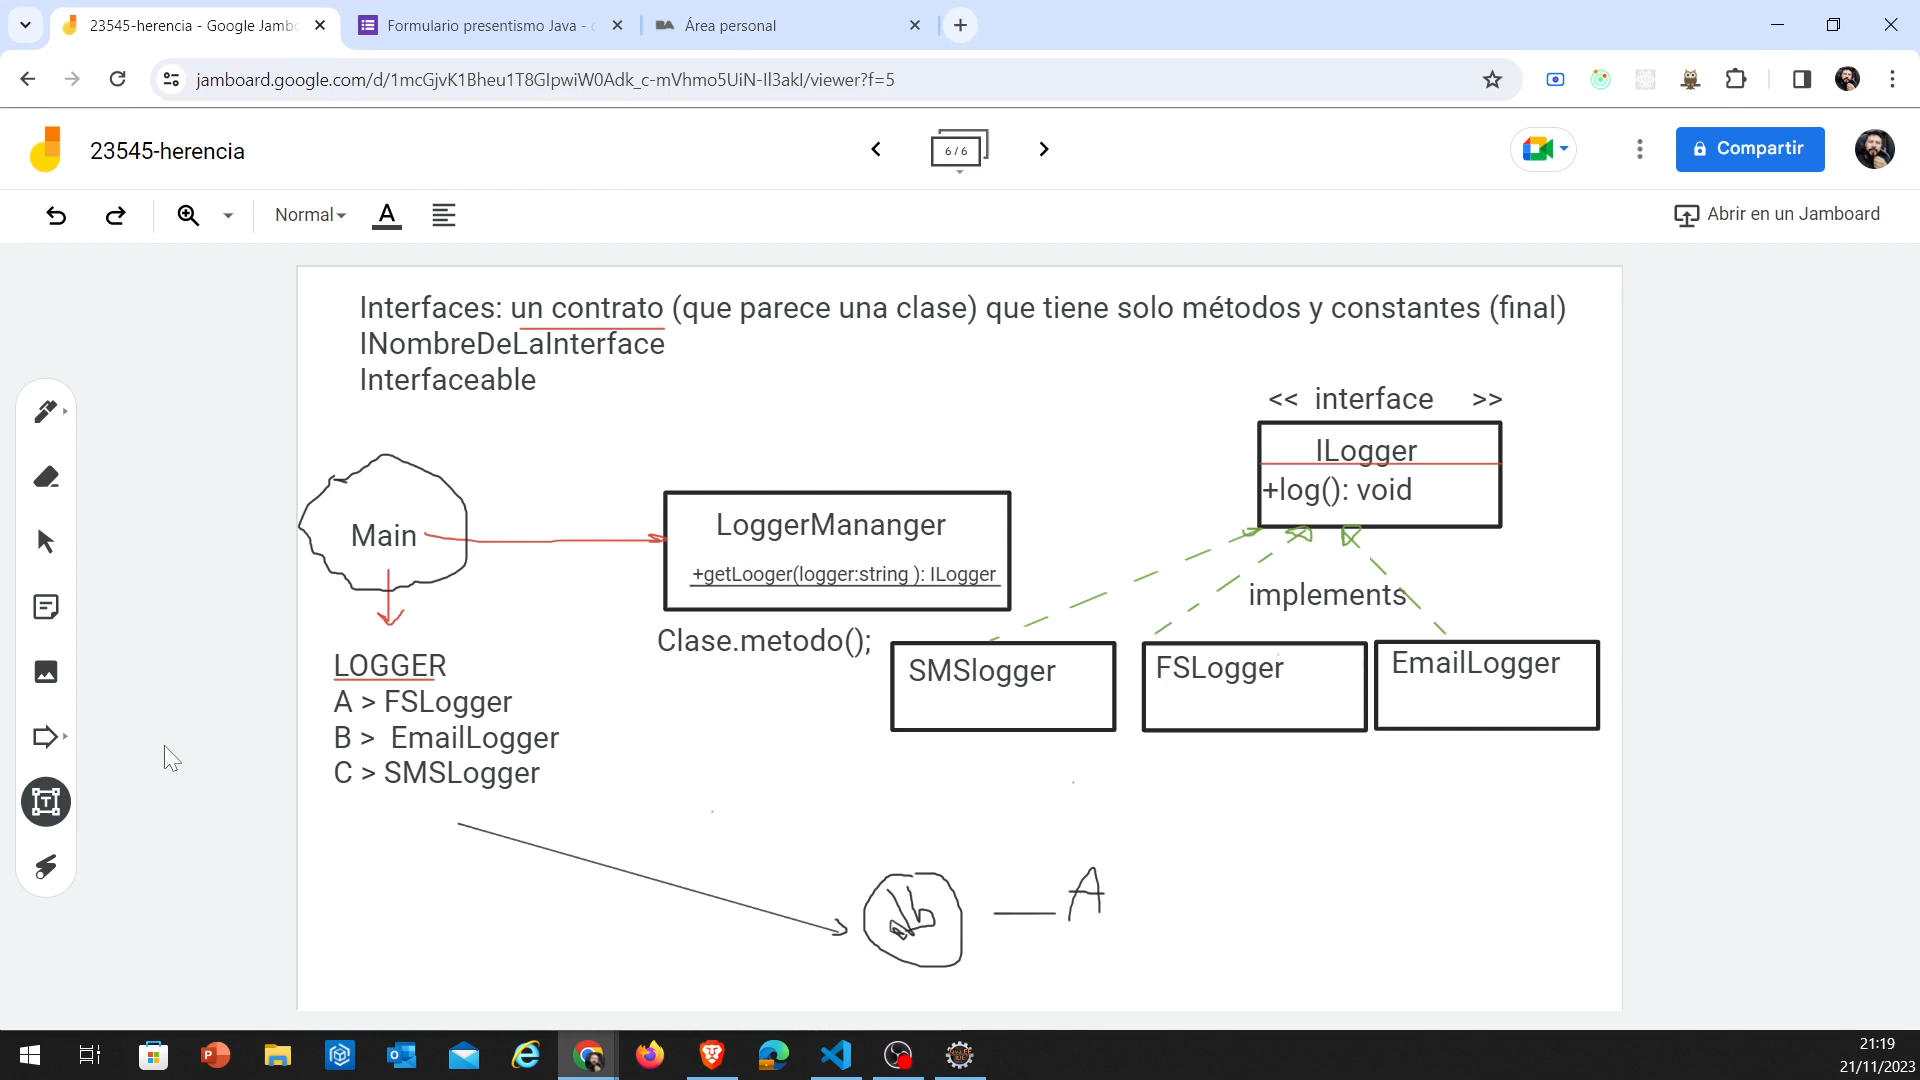 23545-herencia - Google Jambo
Formulario presentismo Java - c
Área personal
jamboard.google.com/d/1mcGjvK1Bheu1T8GIpwiW0Adk_c-mVhmo5UiN-Il3akI/viewer?f=5
23545-herencia
6 / 6
Compartir
Normal
A
Abrir en un Jamboard
Interfaces: un contrato (que parece una clase) que tiene solo métodos y constantes (final)
INombreDeLaInterface
Interfaceable
<< interface >>
ILogger
+log(): void
Main
LoggerMananger
+getLooger(logger:string ): ILogger
implements
Clase.metodo();
SMSlogger
FSLogger
EmailLogger
LOGGER
A > FSLogger
B > EmailLogger
C > SMSLogger
A
21:19
21/11/2023